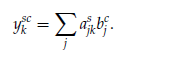 $y_k^{sc} = \sum_j a_{jk}^s b_j^c.$